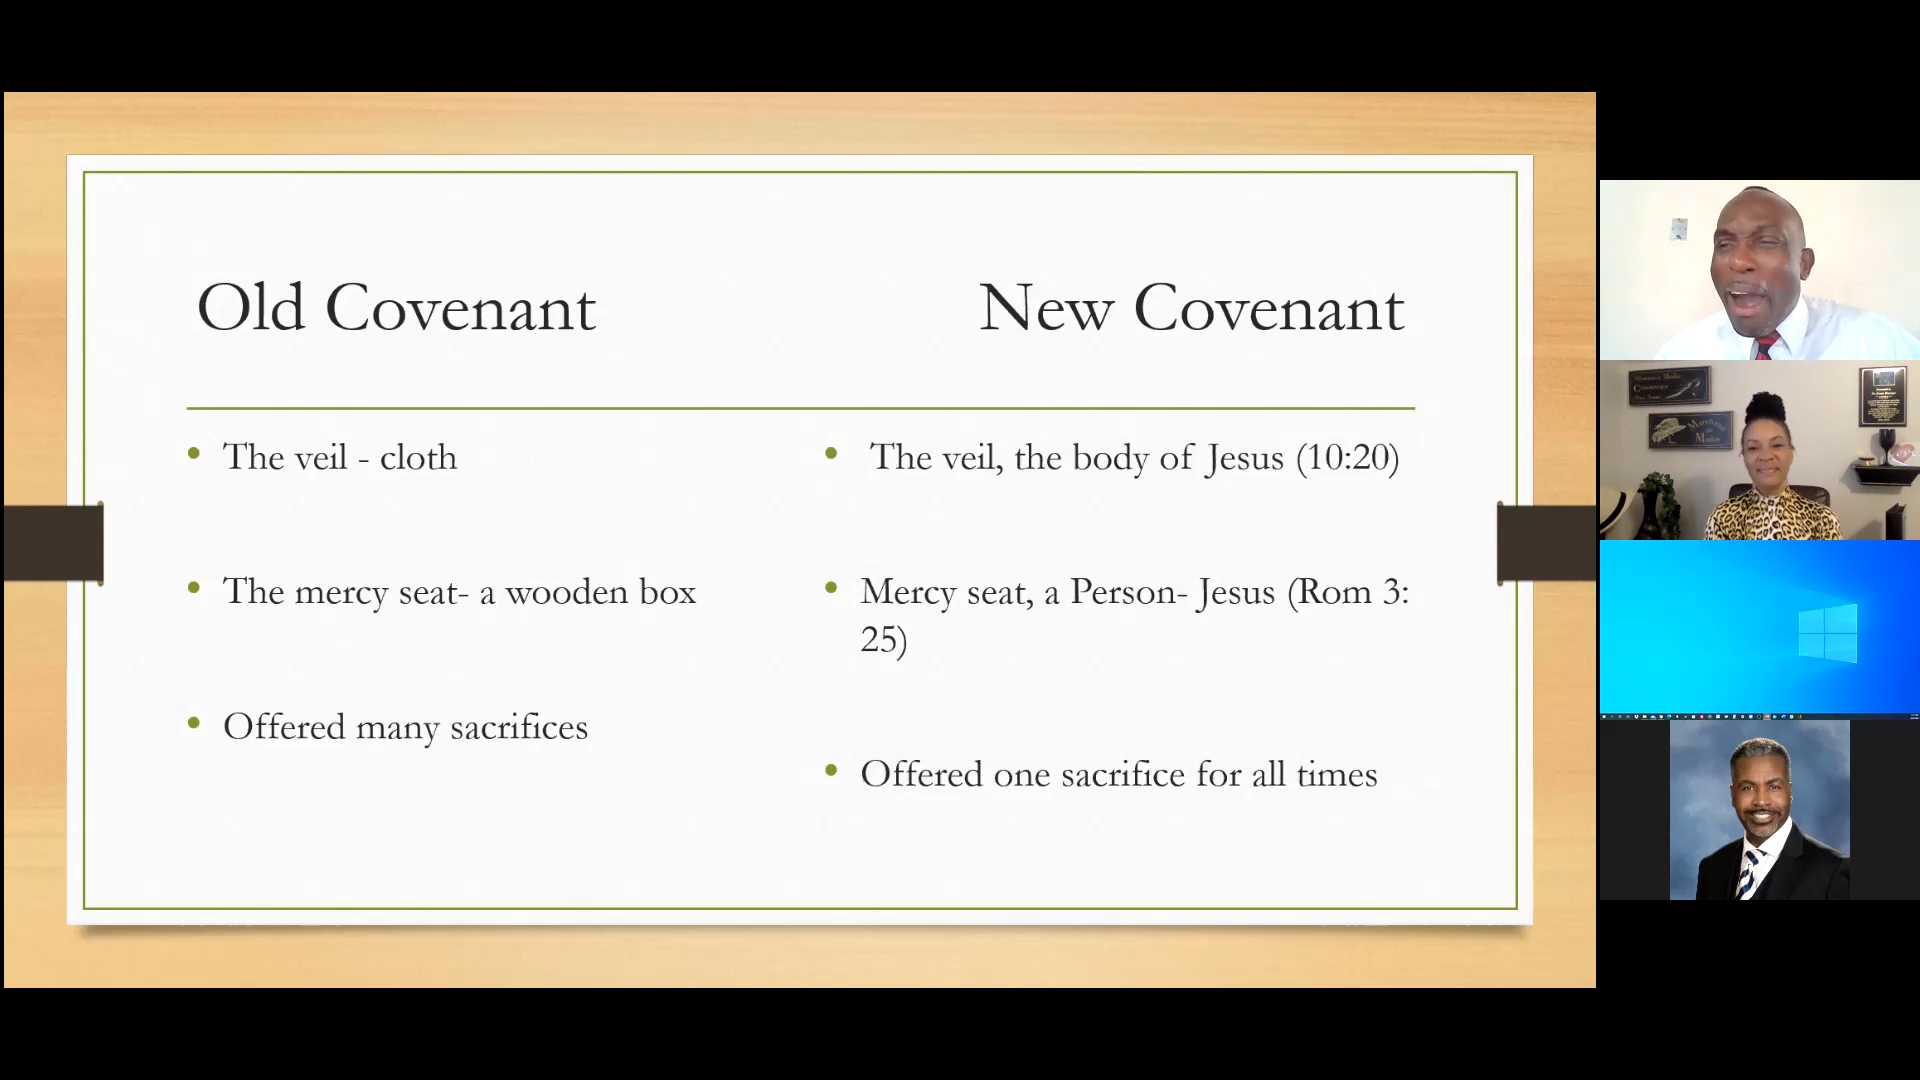 Old Covenant
New Covenant
• The veil - cloth
• The mercy seat- a wooden box
• Offered many sacrifices
• The veil, the body of Jesus (10:20)
• Mercy seat, a Person- Jesus (Rom 3:
25)
• Offered one sacrifice for all times